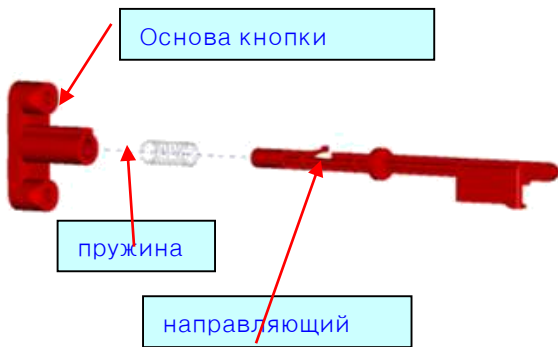 Основа кнопки
пружина
направляющий